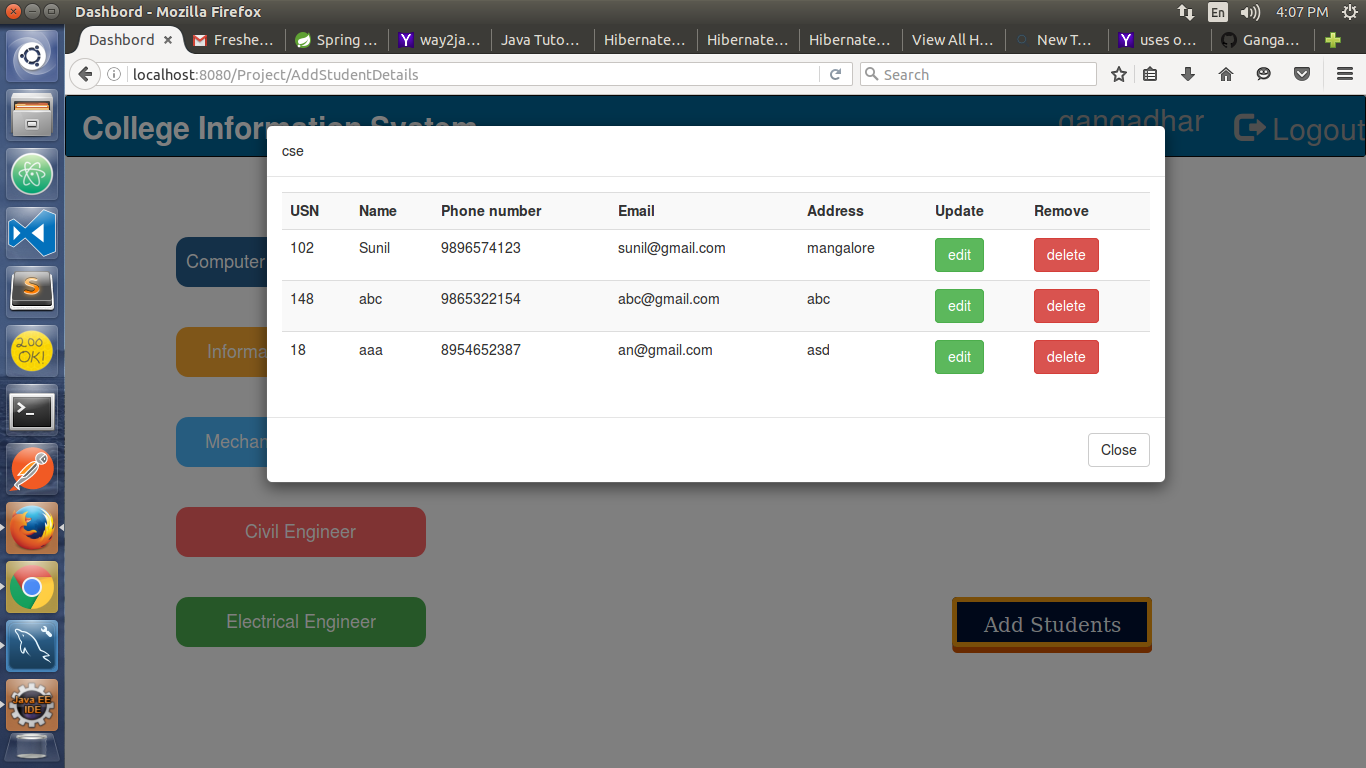 Dashbord - Mozilla Firefox
En 4:07 PM
Dashbord Freshe... Spring ... way2ja... Java Tuto... Hibernate... Hibernate... Hibernate... View All H... New T... uses o... Ganga...
localhost:8080/Project/AddStudentDetails
Search
College Information System
gangadhar
Logout
cse
USN Name Phone number Email Address Update Remove
102 Sunil 9896574123 sunil@gmail.com mangalore edit delete
148 abc 9865322154 abc@gmail.com abc edit delete
18 aaa 8954652387 an@gmail.com asd edit delete
Close
Computer
Informa
Mechan
Civil Engineer
Electrical Engineer
Add Students
S
200
OK!
>_
Java EE
IDE